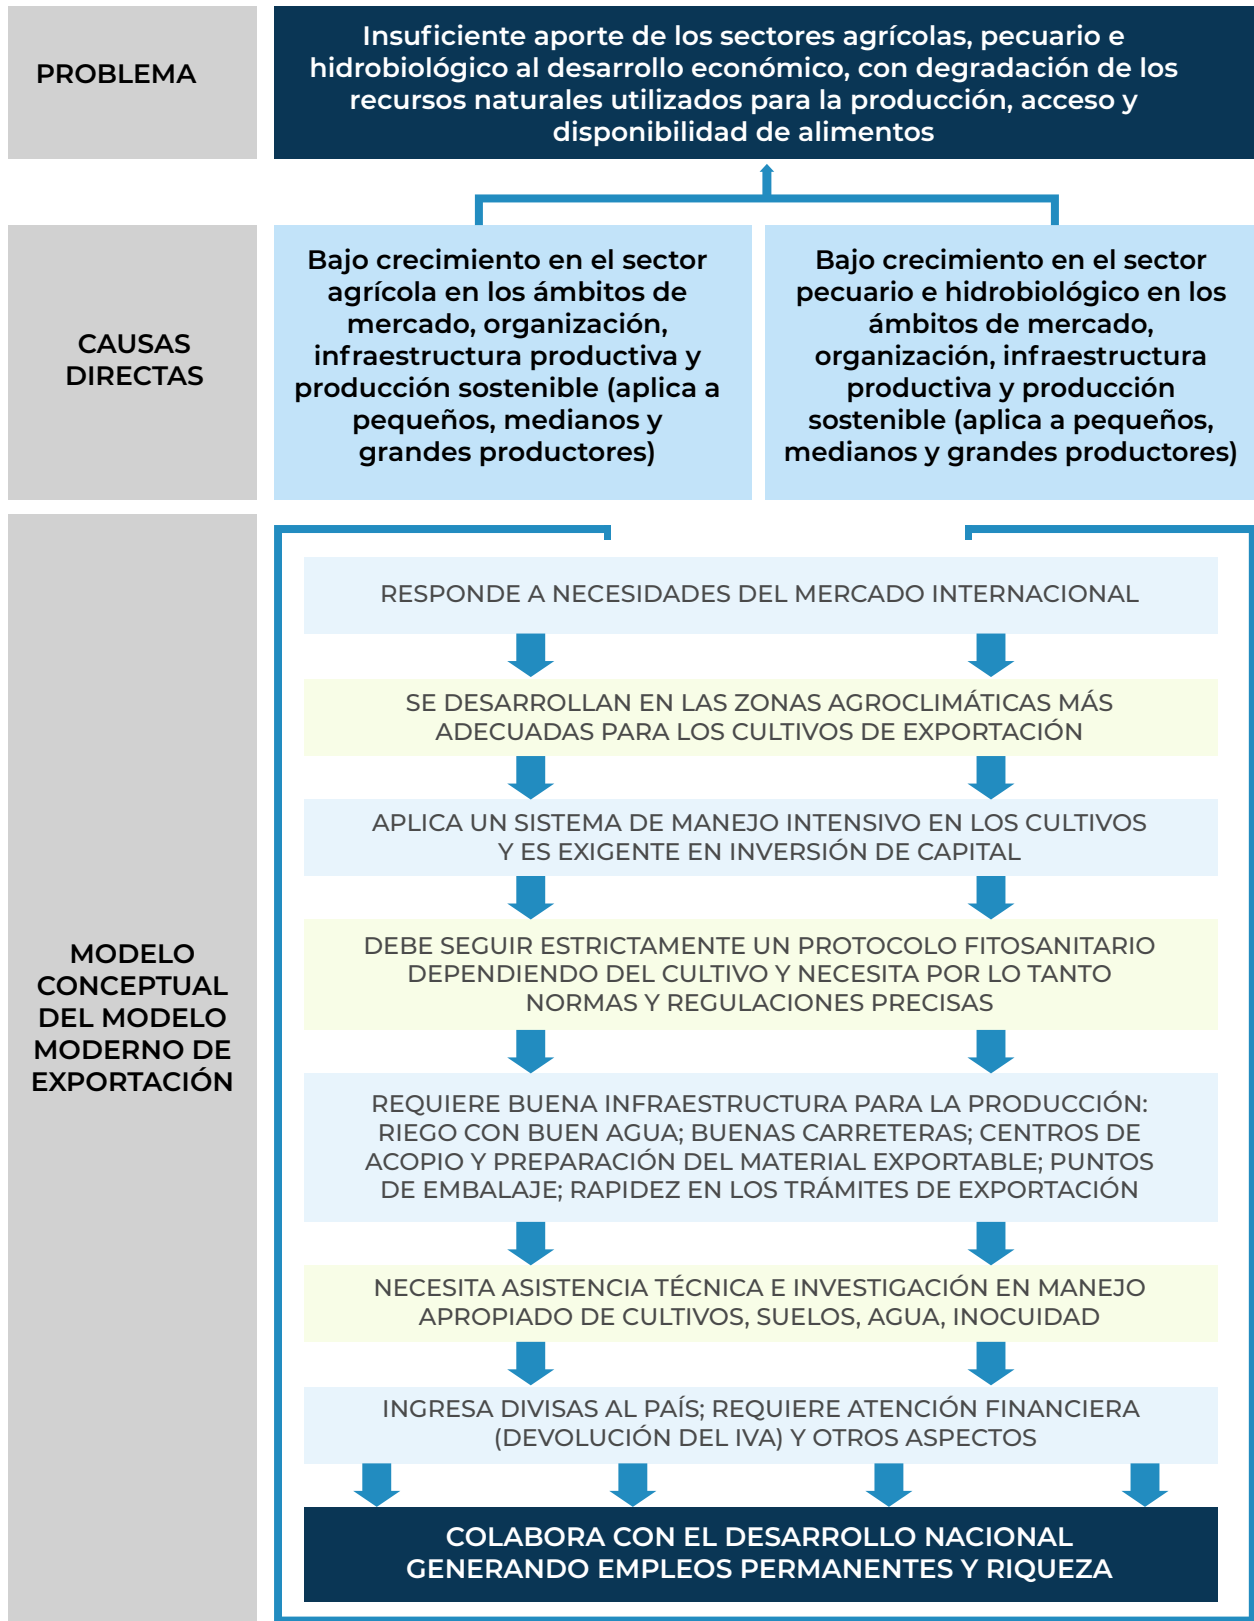 PROBLEMA
Insuficiente aporte de los sectores agrícolas, pecuario e
hidrobiológico al desarrollo económico, con degradación de los
recursos naturales utilizados para la producción, acceso y
disponibilidad de alimentos
CAUSAS
DIRECTAS
Bajo crecimiento en el sector
agrícola en los ámbitos de
mercado, organización,
infraestructura productiva y
producción sostenible (aplica a
pequeños, medianos y
grandes productores)
Bajo crecimiento en el sector
pecuario e hidrobiológico en los
ámbitos de mercado,
organización, infraestructura
productiva y producción
sostenible (aplica a pequeños,
medianos y grandes productores)
MODELO
CONCEPTUAL
DEL MODELO
MODERNO DE
EXPORTACIÓN
RESPONDE A NECESIDADES DEL MERCADO INTERNACIONAL
SE DESARROLLAN EN LAS ZONAS AGROCLIMÁTICAS MÁS
ADECUADAS PARA LOS CULTIVOS DE EXPORTACIÓN
APLICA UN SISTEMA DE MANEJO INTENSIVO EN LOS CULTIVOS
Y ES EXIGENTE EN INVERSIÓN DE CAPITAL
DEBE SEGUIR ESTRICTAMENTE UN PROTOCOLO FITOSANITARIO
DEPENDIENDO DEL CULTIVO Y NECESITA POR LO TANTO
NORMAS Y REGULACIONES PRECISAS
REQUIERE BUENA INFRAESTRUCTURA PARA LA PRODUCCIÓN:
RIEGO CON BUEN AGUA; BUENAS CARRETERAS; CENTROS DE
ACOPIO Y PREPARACIÓN DEL MATERIAL EXPORTABLE; PUNTOS
DE EMBALAJE; RAPIDEZ EN LOS TRÁMITES DE EXPORTACIÓN
NECESITA ASISTENCIA TÉCNICA E INVESTIGACIÓN EN MANEJO
APROPIADO DE CULTIVOS, SUELOS, AGUA, INOCUIDAD
INGRESA DIVISAS AL PAÍS; REQUIERE ATENCIÓN FINANCIERA
(DEVOLUCIÓN DEL IVA) Y OTROS ASPECTOS
COLABORA CON EL DESARROLLO NACIONAL
GENERANDO EMPLEOS PERMANENTES Y RIQUEZA